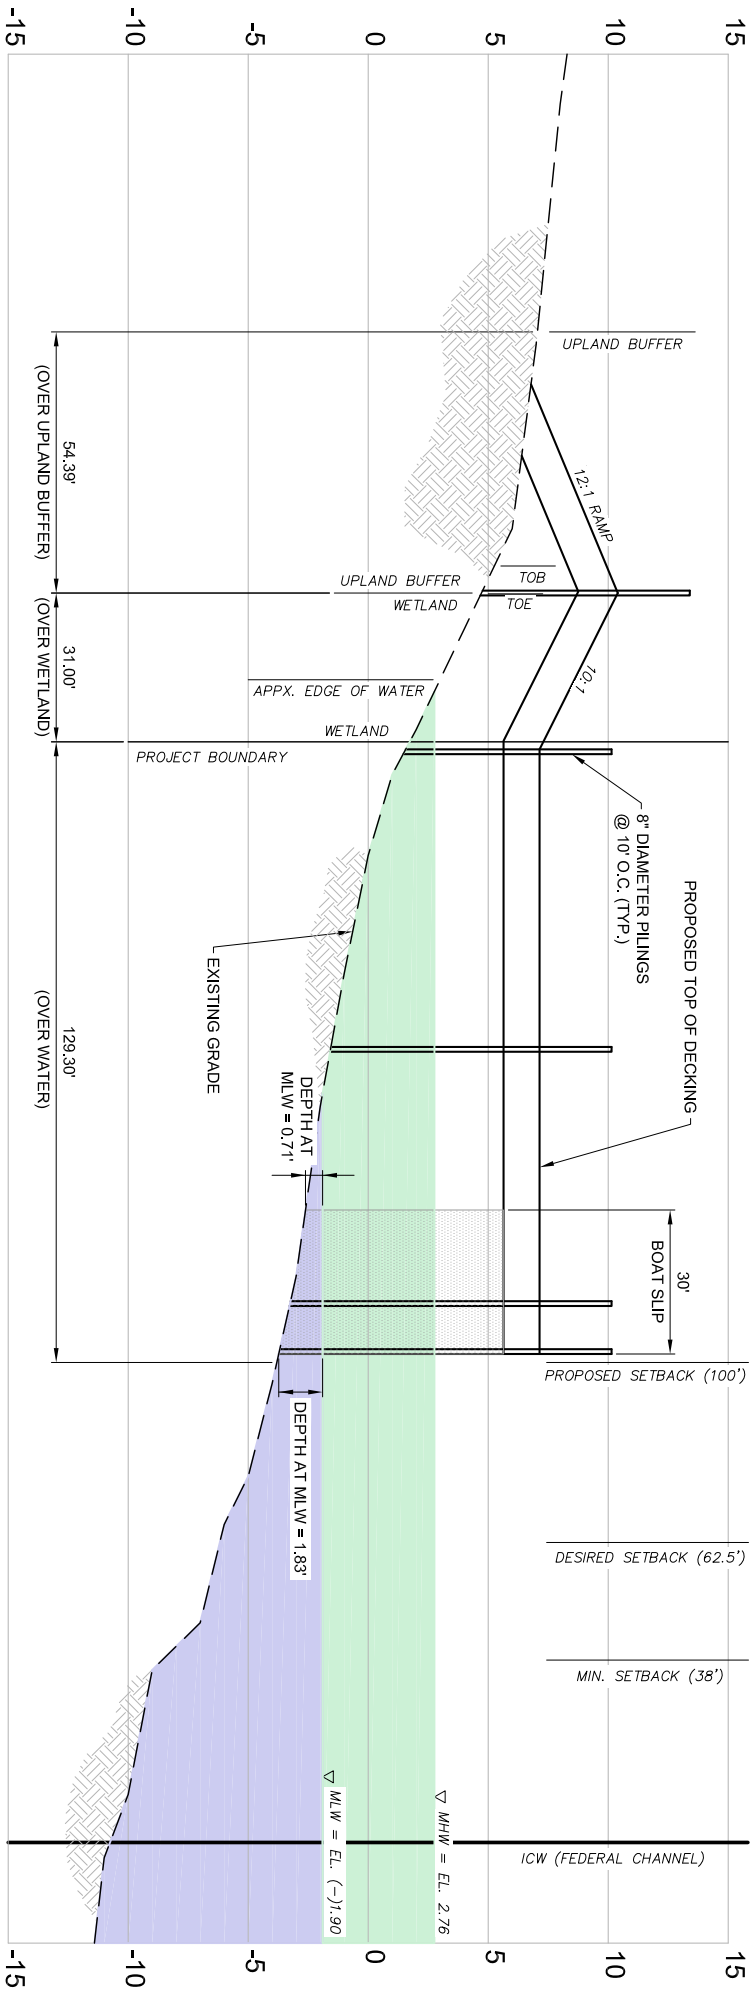 15
10
5
0
-5
-10
-15
UPLAND BUFFER
54.39'
(OVER UPLAND BUFFER)
12:1 RAMP
TOB
UPLAND BUFFER
WETLAND
TOE
31.00'
(OVER WETLAND)
10:1
APPX. EDGE OF WATER
WETLAND
PROJECT BOUNDARY
8" DIAMETER PILINGS
@ 10' O.C. (TYP.)
PROPOSED TOP OF DECKING
EXISTING GRADE
129.30'
(OVER WATER)
DEPTH AT
MLW = 0.71'
30'
BOAT SLIP
PROPOSED SETBACK (100')
DEPTH AT MLW = 1.83'
DESIRED SETBACK (62.5')
MIN. SETBACK (38')
MHW = EL. 2.76
MLW = EL. (-)1.90
ICW (FEDERAL CHANNEL)
15
10
5
0
-5
-10
-15